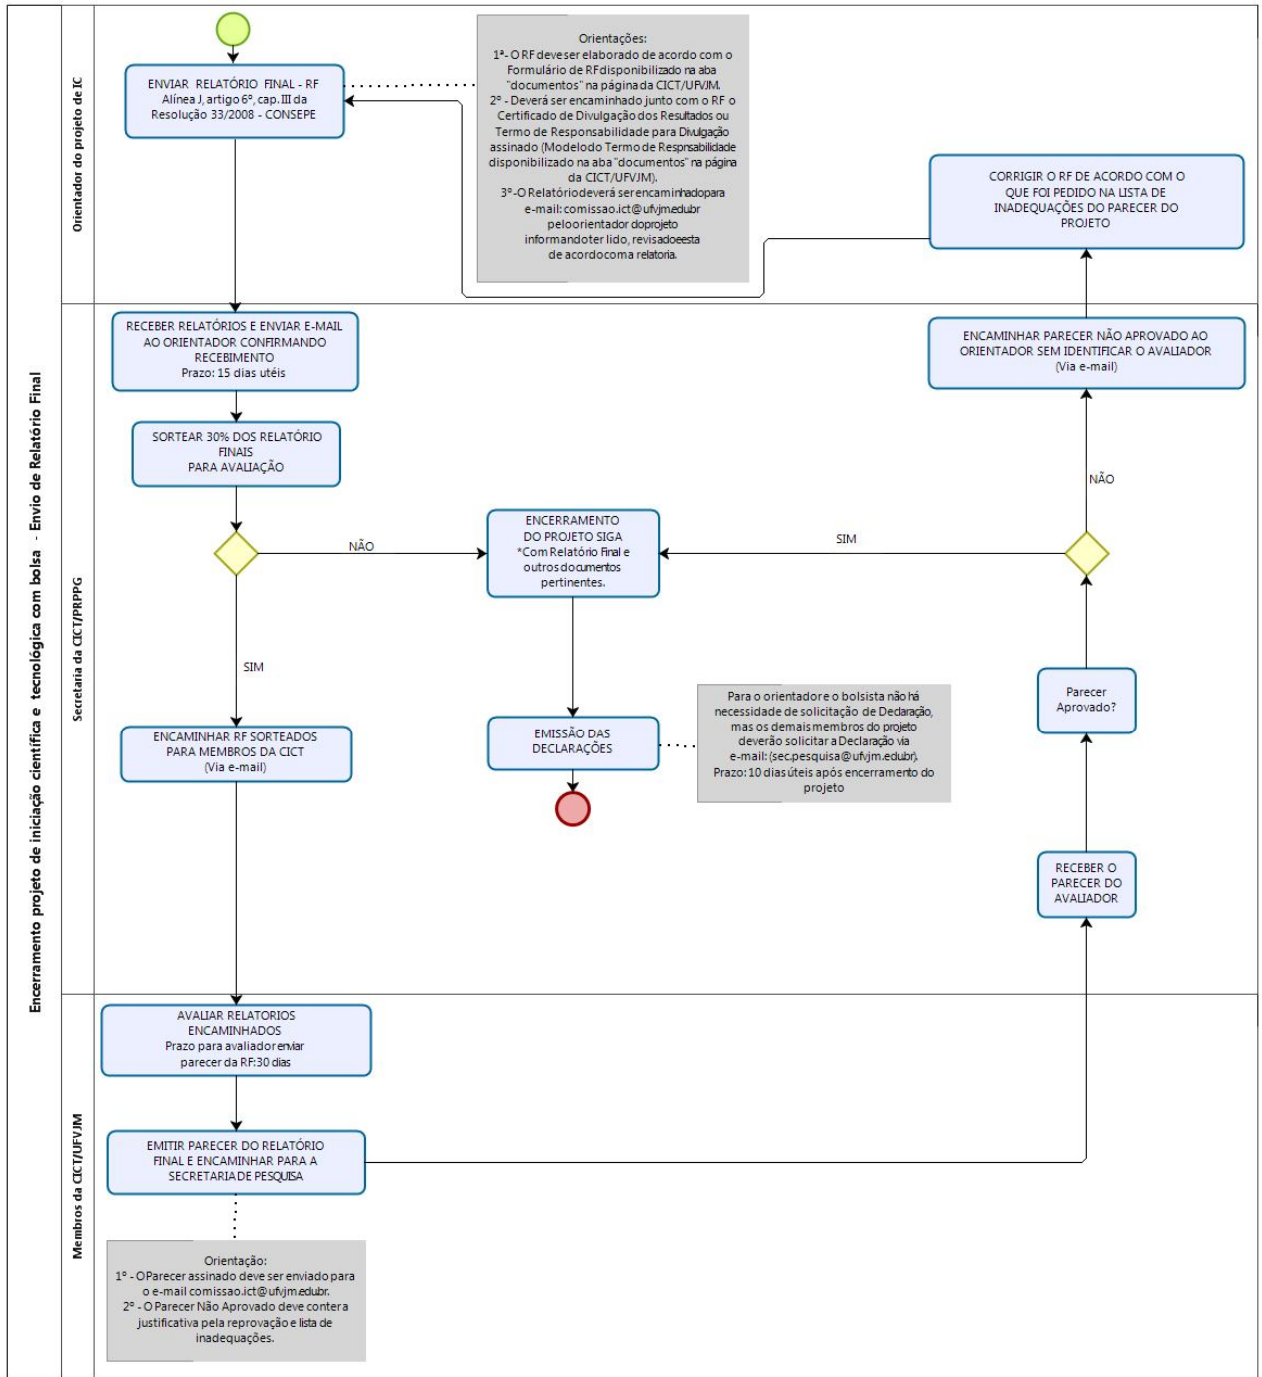 Encerramento projeto de iniciação científica e tecnológica com bolsa - Envio de Relatório Final
Orientador do projeto de IC
ENVIAR RELATÓRIO FINAL - RF
Alínea J, artigo 6º, cap. III da
Resolução 33/2008 - CONSEPE
Orientações:
1ª- O RF deve ser elaborado de acordo com o
Formulário de RF disponibilizado na aba
"documentos" na página da CICT/UFVJM.
2º - Deverá ser encaminhado junto com o RF o
Certificado de Divulgação dos Resultados ou
Termo de Responsabilidade para Divulgação
assinado (Modelo do Termo de Respnsabilidade
disponibilizado na aba "documentos" na página
da CICT/UFVJM).
3º -O Relatório deverá ser encaminhado para
e-mail: comissao.ict@ufvjm.edu.br
pelo orientador do projeto
informando ter lido, revisado e esta
de acordo com a relatoria.
CORRIGIR O RF DE ACORDO COM O
QUE FOI PEDIDO NA LISTA DE
INADEQUAÇÕES DO PARECER DO
PROJETO
Secretaria da CICT/PRPPG
RECEBER RELATÓRIOS E ENVIAR E-MAIL
AO ORIENTADOR CONFIRMANDO
RECEBIMENTO
Prazo: 15 dias utéis
ENCAMINHAR PARECER NÃO APROVADO AO
ORIENTADOR SEM IDENTIFICAR O AVALIADOR
(Via e-mail)
SORTEAR 30% DOS RELATÓRIO
FINAIS
PARA AVALIAÇÃO
NÃO
ENCERRAMENTO
DO PROJETO SIGA
*Com Relatório Final e
outros documentos
pertinentes.
NÃO
SIM
SIM
Parecer
Aprovado?
ENCAMINHAR RF SORTEADOS
PARA MEMBROS DA CICT
(Via e-mail)
EMISSÃO DAS
DECLARAÇÕES
Para o orientador e o bolsista não há
necessidade de solicitação de Declaração,
mas os demais membros do projeto
deverão solicitar a Declaração via
e-mail: (sec.pesquisa@ufvjm.edu.br).
Prazo: 10 dias úteis após encerramento do
projeto
RECEBER O
PARECER DO
AVALIADOR
Membros da CICT/UFVJM
AVALIAR RELATORIOS
ENCAMINHADOS
Prazo para avaliador enviar
parecer da RF:30 dias
EMITIR PARECER DO RELATÓRIO
FINAL E ENCAMINHAR PARA A
SECRETARIA DE PESQUISA
Orientação:
1º - O Parecer assinado deve ser enviado para
o e-mail comissao.ict@ufvjm.edu.br.
2º - O Parecer Não Aprovado deve conter a
justificativa pela reprovação e lista de
inadequações.